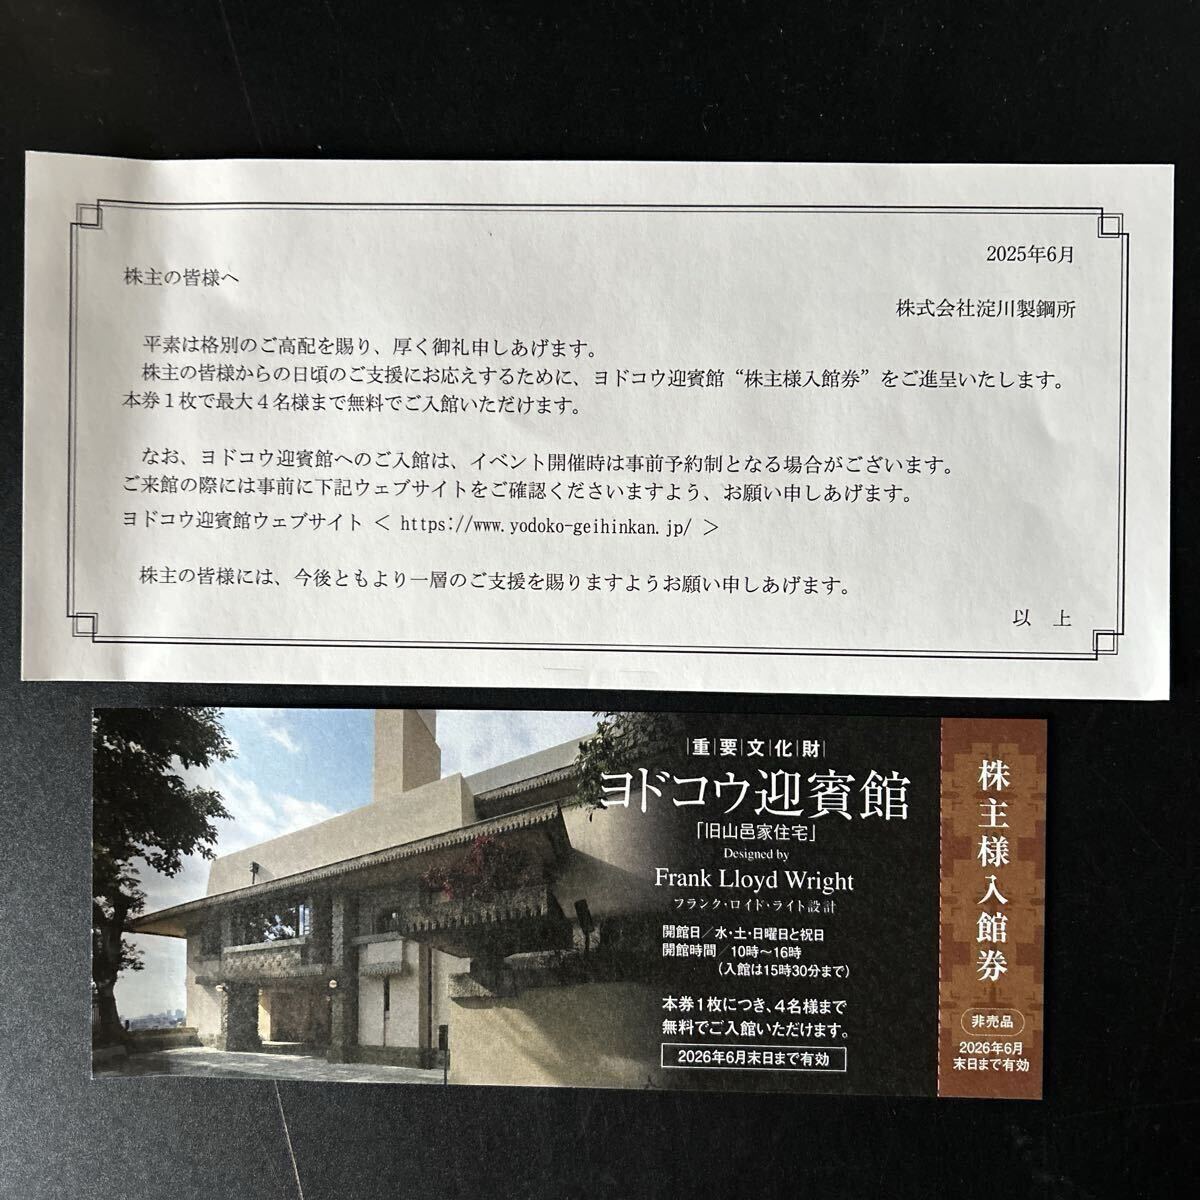 2025年6月
株主の皆様へ
株式会社淀川製鋼所
平素は格別のご高配を賜り、厚く御礼申しあげます。
株主の皆様からの日頃のご支援にお応えするために、ヨドコウ迎賓館“株主様入館券”をご進呈いたします。
本券1枚で最大4名様まで無料でご入館いただけます。
なお、ヨドコウ迎賓館へのご入館は、イベント開催時は事前予約制となる場合がございます。
ご来館の際には事前に下記ウェブサイトをご確認くださいますよう、お願い申しあげます。
ヨドコウ迎賓館ウェブサイト < https://www.yodoko-geihinkan.jp/ >
株主の皆様には、今後ともより一層のご支援を賜りますようお願い申しあげます。
以 上
|重|要|文|化|財|
ヨドコウ迎賓館
「旧山邑家住宅」
Designed by
Frank Lloyd Wright
フランク・ロイド・ライト設計
開館日/水・土・日曜日と祝日
開館時間/10時~16時
(入館は15時30分まで)
本券1枚につき、4名様まで
無料でご入館いただけます。
2026年6月末日まで有効
株主様入館券
非売品
2026年6月
末日まで有効